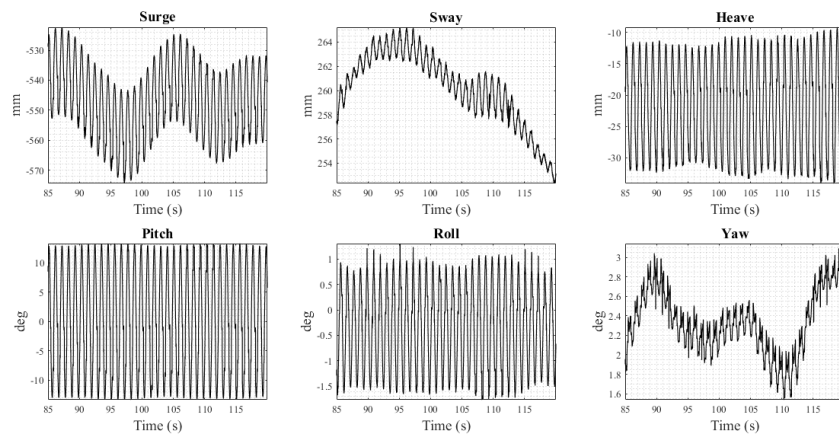 Surge
Sway
Heave
-530
-540
-550
-560
-570
mm
85 90 95 100 105 110 115
Time (s)
264
262
260
258
256
254
mm
85 90 95 100 105 110 115
Time (s)
-10
-15
-20
-25
-30
mm
85 90 95 100 105 110 115
Time (s)
Pitch
Roll
Yaw
10
5
0
-5
-10
deg
85 90 95 100 105 110 115
Time (s)
1
0.5
0
-0.5
-1
-1.5
deg
85 90 95 100 105 110 115
Time (s)
3
2.8
2.6
2.4
2.2
2
1.8
1.6
deg
85 90 95 100 105 110 115
Time (s)